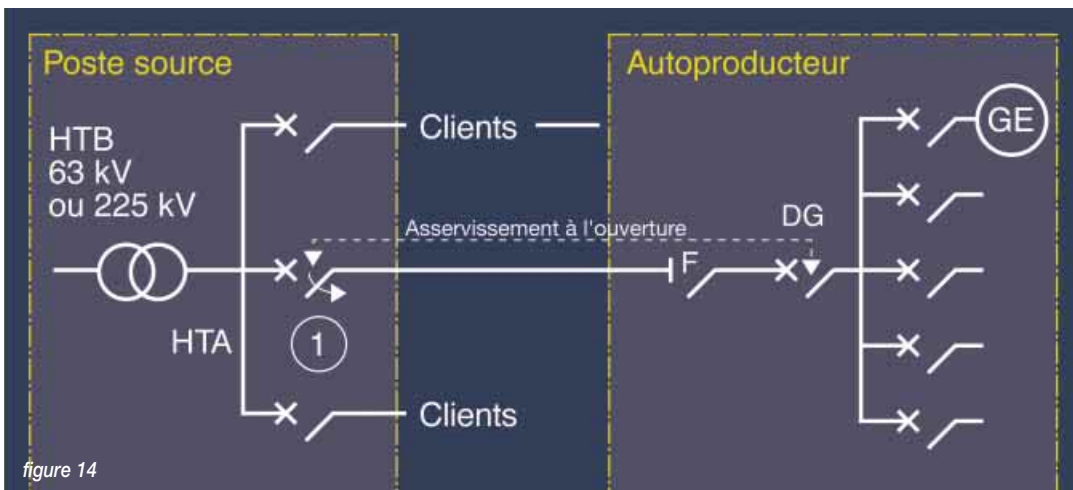 Poste source
Autoproducteur
HTB
63 kV
ou 225 kV
Clients
GE
Asservissement à l'ouverture
DG
F
HTA
1
Clients
figure 14